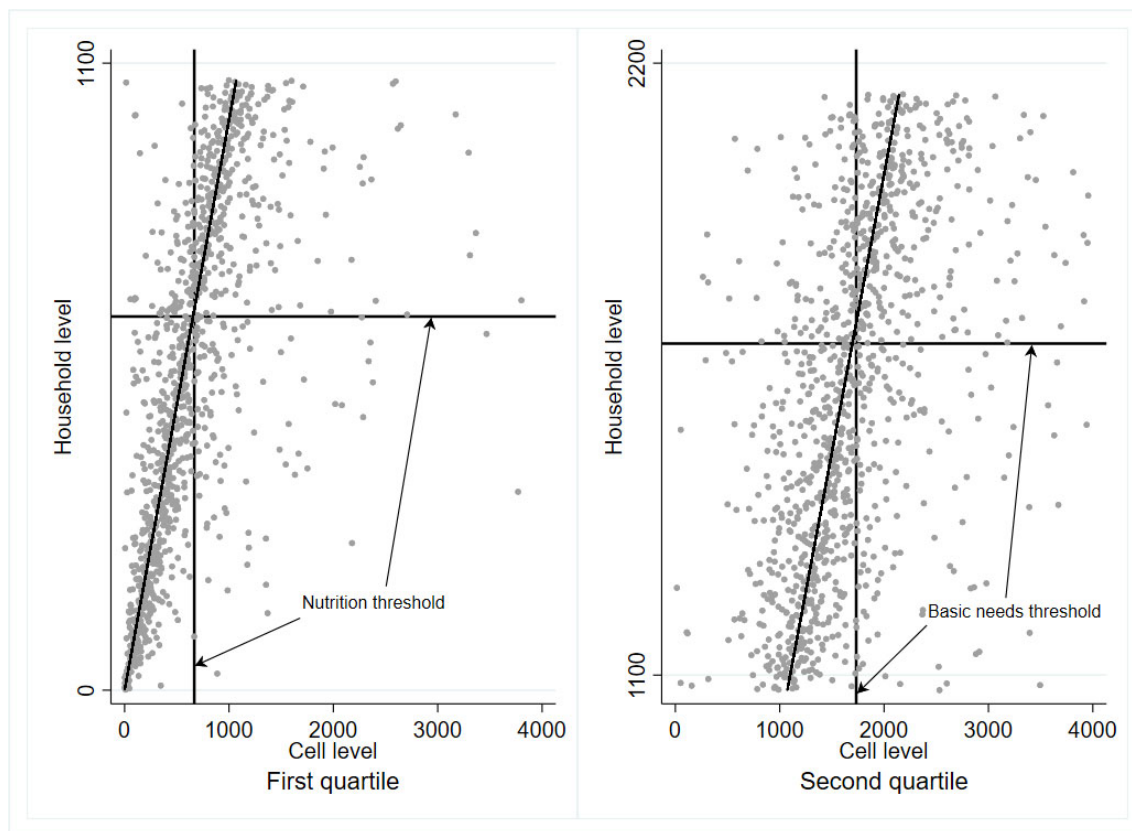 1100
Household level
0
Nutrition threshold
0 1000 2000 3000 4000
Cell level
First quartile
2200
Household level
1100
Basic needs threshold
0 1000 2000 3000 4000
Cell level
Second quartile